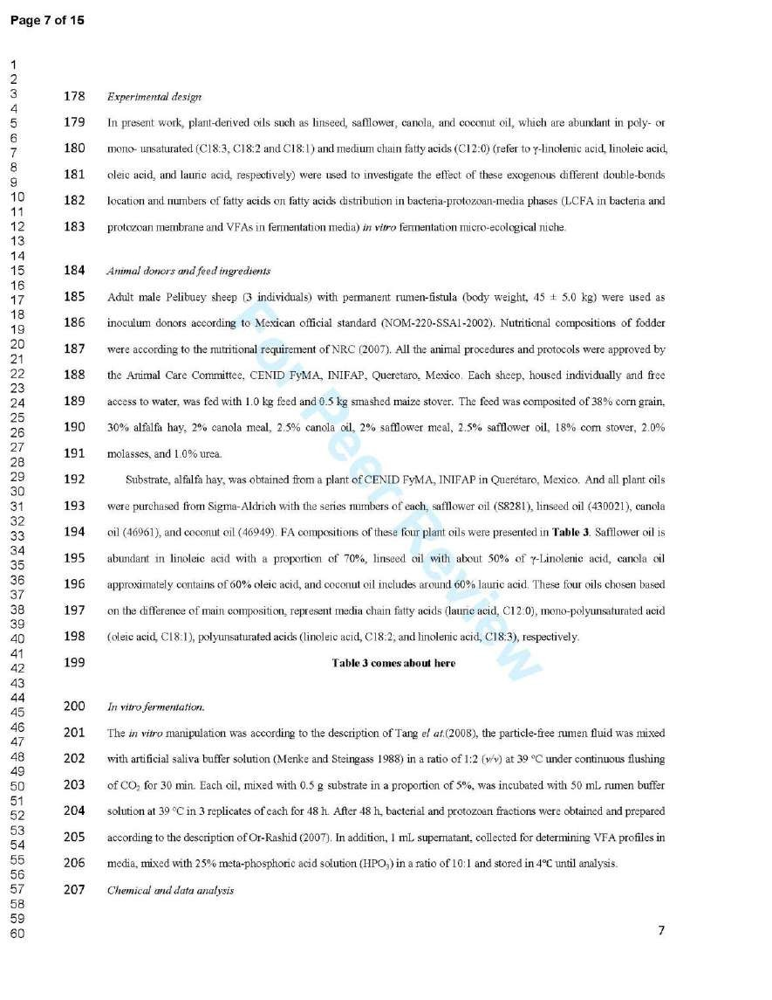 Page 7 of 15
1
2
3
4
5
6
7
8
9
10
11
12
13
14
15
16
17
18
19
20
21
22
23
24
25
26
27
28
29
30
31
32
33
34
35
36
37
38
39
40
41
42
43
44
45
46
47
48
49
50
51
52
53
54
55
56
57
58
59
60
178 Experimental design
179 In present work, plant-derived oils such as linseed, safflower, canola, and coconut oil, which are abundant in poly- or
180 mono- unsaturated (C18:3, C18:2 and C18:1) and medium chain fatty acids (C12:0) (refer to γ-linolenic acid, linoleic acid,
181 oleic acid, and lauric acid, respectively) were used to investigate the effect of these exogenous different double-bonds
182 location and numbers of fatty acids on fatty acids distribution in bacteria-protozoan-media phases (LCFA in bacteria and
183 protozoan membrane and VFAs in fermentation media) in vitro fermentation micro-ecological niche.
184 Animal donors and feed ingredients
185 Adult male Pelibuey sheep (3 individuals) with permanent rumen-fistula (body weight, 45 ± 5.0 kg) were used as
186 inoculum donors according to Mexican official standard (NOM-220-SSA1-2002). Nutritional compositions of fodder
187 were according to the nutritional requirement of NRC (2007). All the animal procedures and protocols were approved by
188 the Animal Care Committee, CENID FyMA, INIFAP, Queretaro, Mexico. Each sheep, housed individually and free
189 access to water, was fed with 1.0 kg feed and 0.5 kg smashed maize stover. The feed was composited of 38% corn grain,
190 30% alfalfa hay, 2% canola meal, 2.5% canola oil, 2% safflower meal, 2.5% safflower oil, 18% corn stover, 2.0%
191 molasses, and 1.0% urea.
192 Substrate, alfalfa hay, was obtained from a plant of CENID FyMA, INIFAP in Querétaro, Mexico. And all plant oils
193 were purchased from Sigma-Aldrich with the series numbers of each, safflower oil (S8281), linseed oil (430021), canola
194 oil (46961), and coconut oil (46949). FA compositions of these four plant oils were presented in Table 3. Safflower oil is
195 abundant in linoleic acid with a proportion of 70%, linseed oil with about 50% of γ-Linolenic acid, canola oil
196 approximately contains of 60% oleic acid, and coconut oil includes around 60% lauric acid. These four oils chosen based
197 on the difference of main composition, represent media chain fatty acids (lauric acid, C12:0), mono-polyunsaturated acid
198 (oleic acid, C18:1), polyunsaturated acids (linoleic acid, C18:2; and linolenic acid, C18:3), respectively.
199 Table 3 comes about here
200 In vitro fermentation.
201 The in vitro manipulation was according to the description of Tang el at.(2008), the particle-free rumen fluid was mixed
202 with artificial saliva buffer solution (Menke and Steingass 1988) in a ratio of 1:2 (v/v) at 39 °C under continuous flushing
203 of CO₂ for 30 min. Each oil, mixed with 0.5 g substrate in a proportion of 5%, was incubated with 50 mL rumen buffer
204 solution at 39 °C in 3 replicates of each for 48 h. After 48 h, bacterial and protozoan fractions were obtained and prepared
205 according to the description of Or-Rashid (2007). In addition, 1 mL supernatant, collected for determining VFA profiles in
206 media, mixed with 25% meta-phosphoric acid solution (HPO₃) in a ratio of 10:1 and stored in 4℃ until analysis.
207 Chemical and data analysis
For Peer Review
7